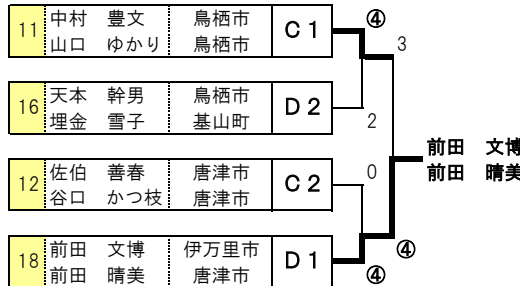 11 中村 豊文 鳥栖市 C 1 ④
山口 ゆかり 鳥栖市
3
16 天本 幹男 鳥栖市 D 2
埋金 雪子 基山町
2
前田 文博
前田 晴美
12 佐伯 善春 唐津市 C 2 0
谷口 かつ枝 唐津市
18 前田 文博 伊万里市 D 1 ④
前田 晴美 唐津市 ④